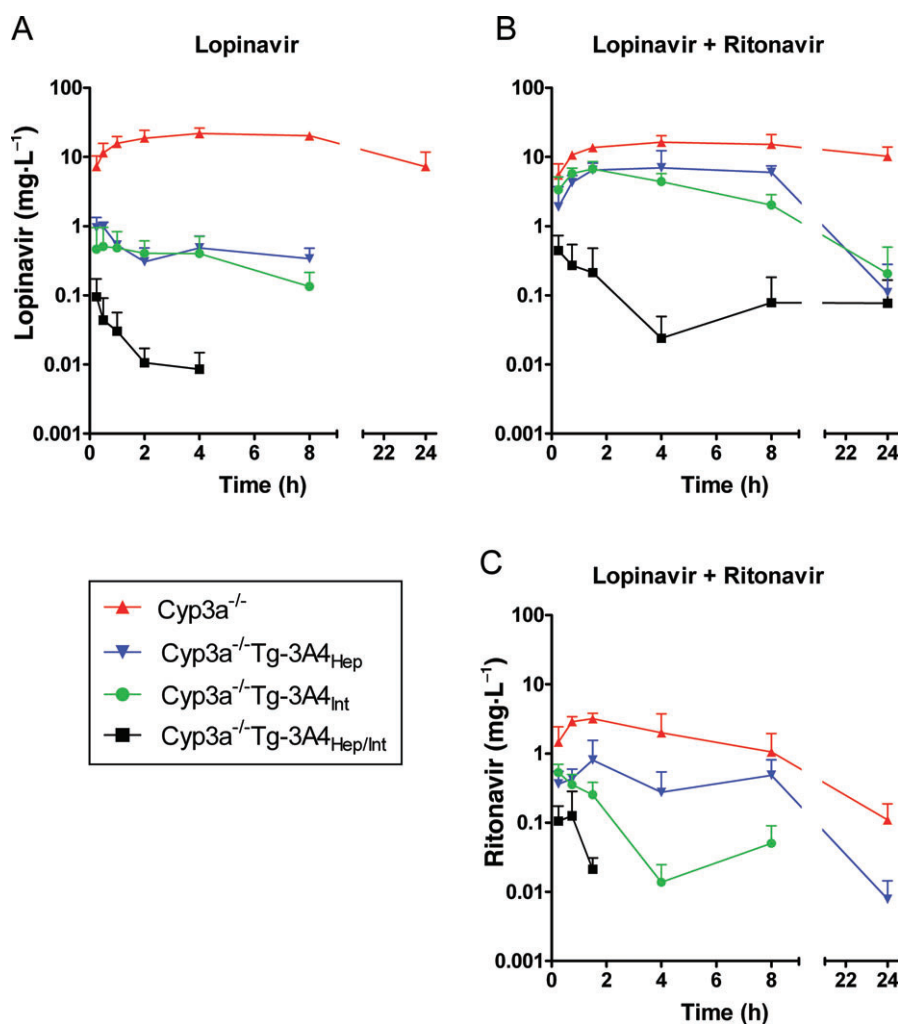 A
Lopinavir
Lopinavir (mg·L⁻¹)
100
10
1
0.1
0.01
0.001
0 2 4 8 22 24
Time (h)
B
Lopinavir + Ritonavir
100
10
1
0.1
0.01
0.001
0 2 4 8 22 24
Time (h)
Cyp3a⁻/⁻
Cyp3a⁻/⁻Tg-3A4Hep
Cyp3a⁻/⁻Tg-3A4Int
Cyp3a⁻/⁻Tg-3A4Hep/Int
C
Lopinavir + Ritonavir
Ritonavir (mg·L⁻¹)
100
10
1
0.1
0.01
0.001
0 2 4 8 22 24
Time (h)